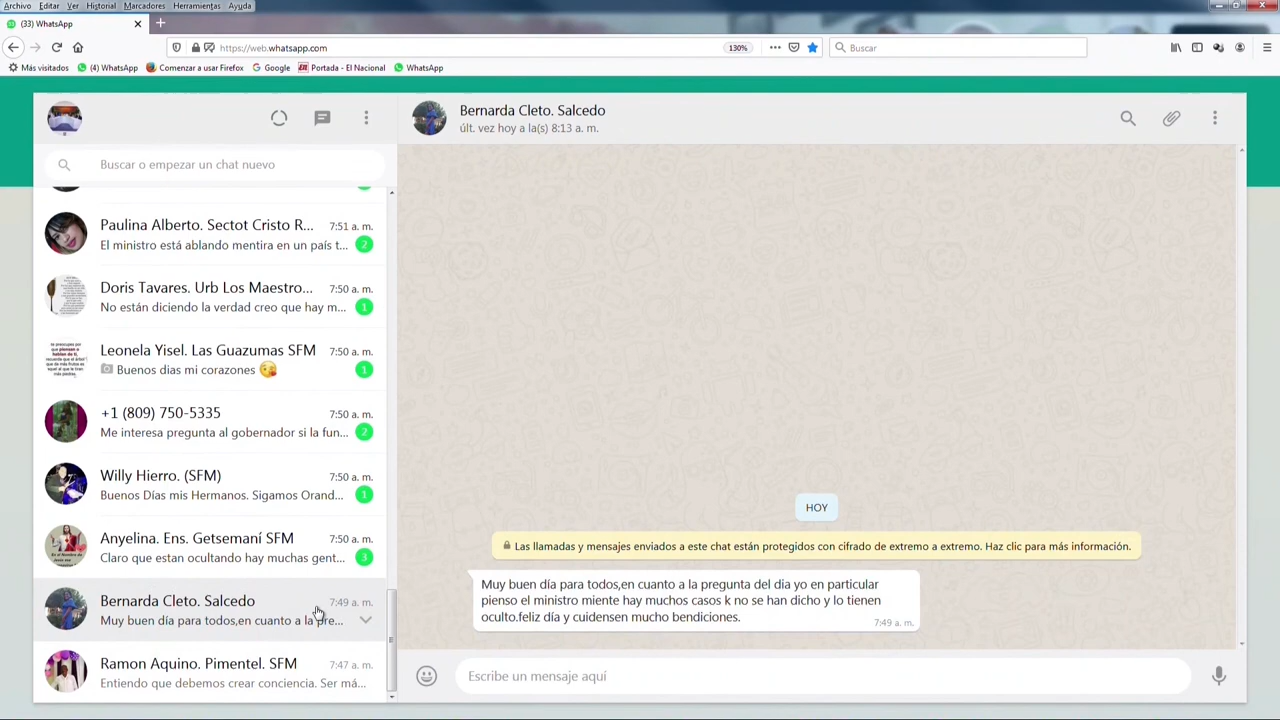 Archivo Editar Ver Historial Marcadores Herramientas Ayuda
(33) WhatsApp
https://web.whatsapp.com
130%
Buscar
Más visitados
(4) WhatsApp
Comenzar a usar Firefox
Google
Portada - El Nacional
WhatsApp
Buscar o empezar un chat nuevo
Paulina Alberto. Sectot Cristo R... 7:51 a. m.
El ministro está ablando mentira en un país t... 2
Doris Tavares. Urb Los Maestro... 7:50 a. m.
No están diciendo la verdad creo que hay m... 1
Leonela Yisel. Las Guazumas SFM 7:50 a. m.
Buenos dias mi corazones 😘 1
+1 (809) 750-5335 7:50 a. m.
Me interesa pregunta al gobernador si la fun... 2
Willy Hierro. (SFM) 7:50 a. m.
Buenos Días mis Hermanos. Sigamos Orand... 1
Anyelina. Ens. Getsemaní SFM 7:50 a. m.
Claro que estan ocultando hay muchas gent... 3
Bernarda Cleto. Salcedo 7:49 a. m.
Muy buen día para todos,en cuanto a la pre...
Ramon Aquino. Pimentel. SFM 7:47 a. m.
Entiendo que debemos crear conciencia. Ser má...
Bernarda Cleto. Salcedo
últ. vez hoy a la(s) 8:13 a. m.
HOY
Las llamadas y mensajes enviados a este chat están protegidos con cifrado de extremo a extremo. Haz clic para más información.
Muy buen día para todos,en cuanto a la pregunta del dia yo en particular
pienso el ministro miente hay muchos casos k no se han dicho y lo tienen
oculto.feliz día y cuidensen mucho bendiciones.
7:49 a. m.
Escribe un mensaje aquí